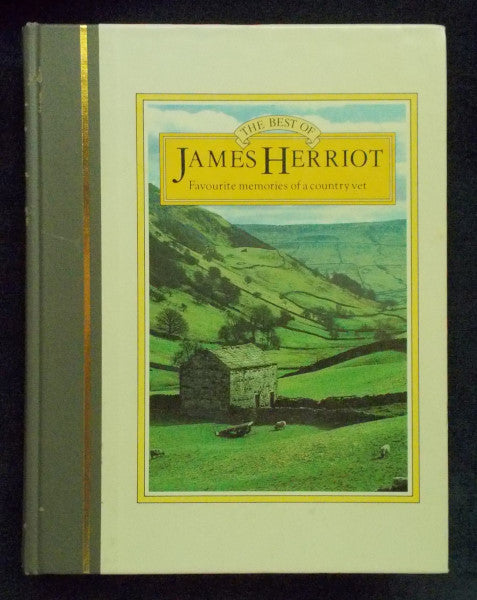 THE BEST OF
JAMES HERRIOT
Favourite memories of a country vet